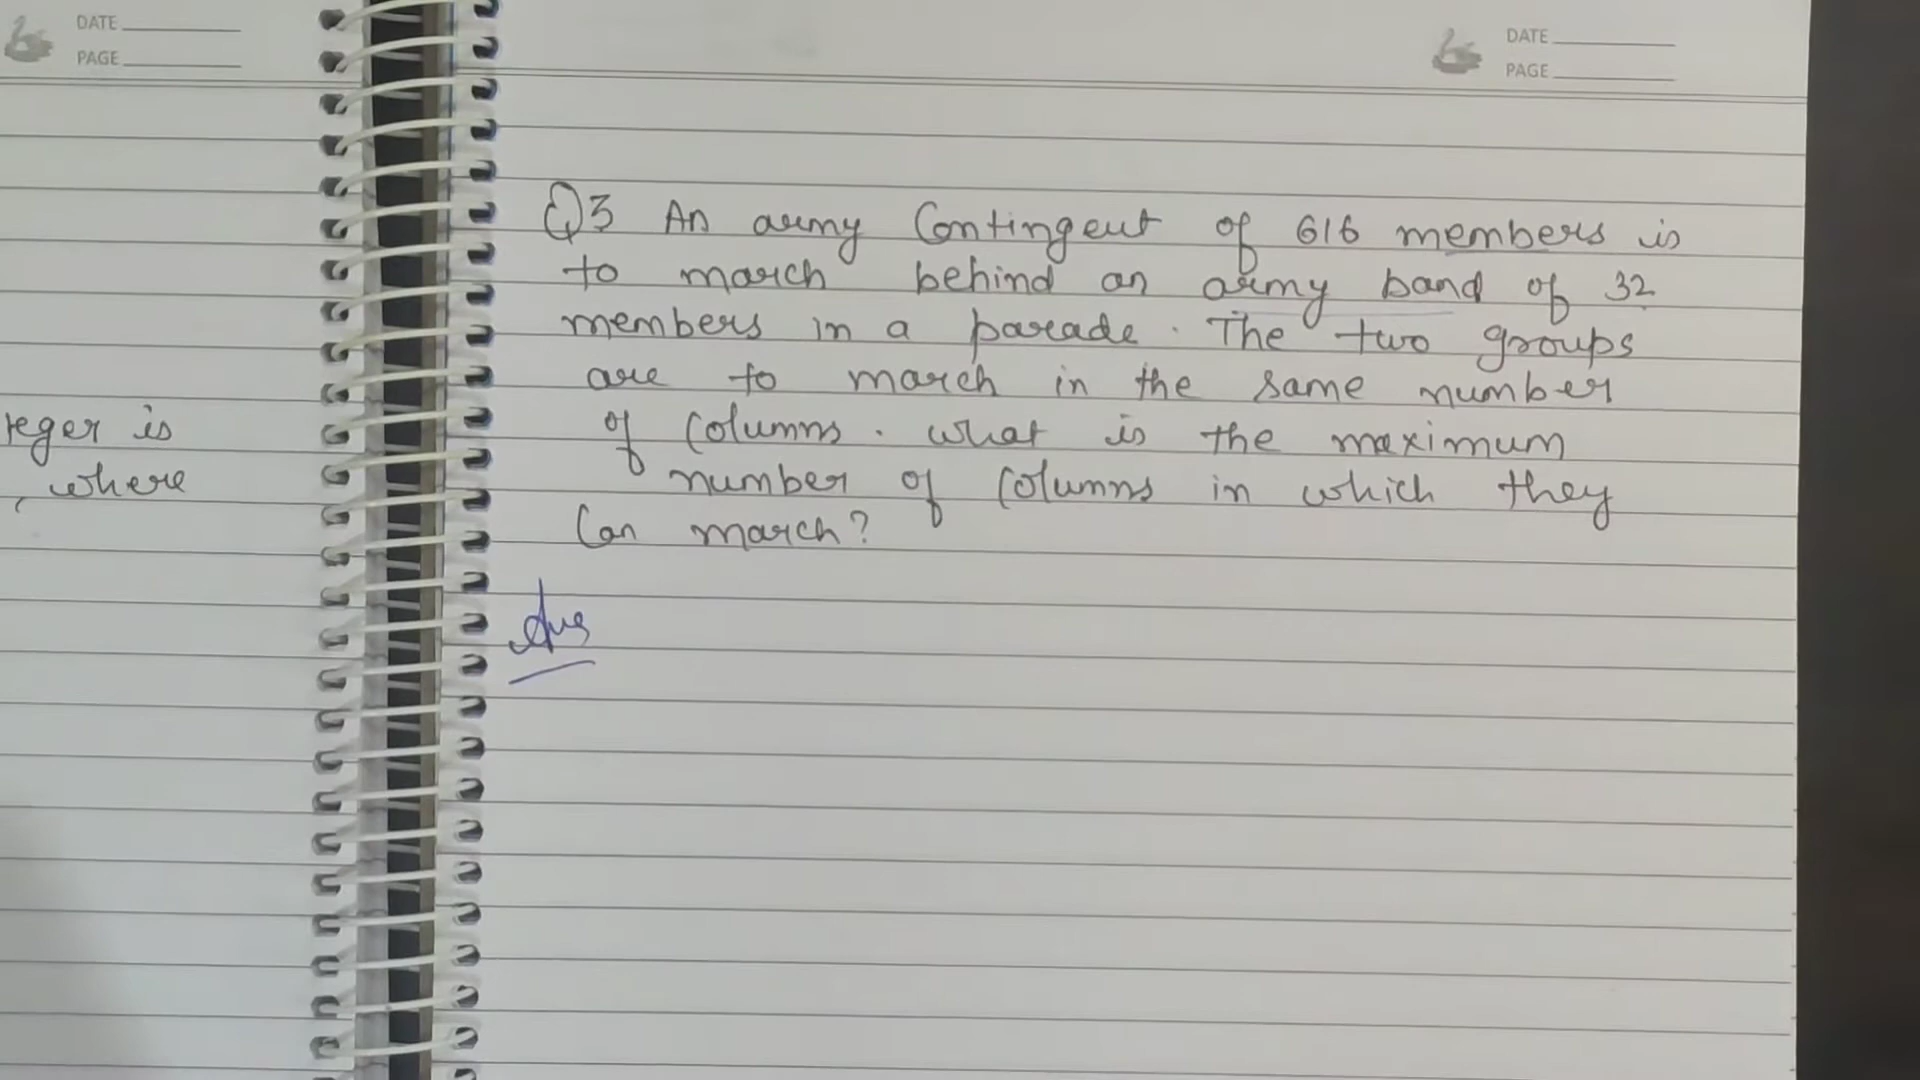 DATE
PAGE
reger is
, where
DATE
PAGE
Q3 An army Contingent of 616 members is
to march behind an army band of 32
members in a parade. The two groups
are to march in the same number
of Columns. what is the maximum
number of Columns in which they
Can march?
Ans